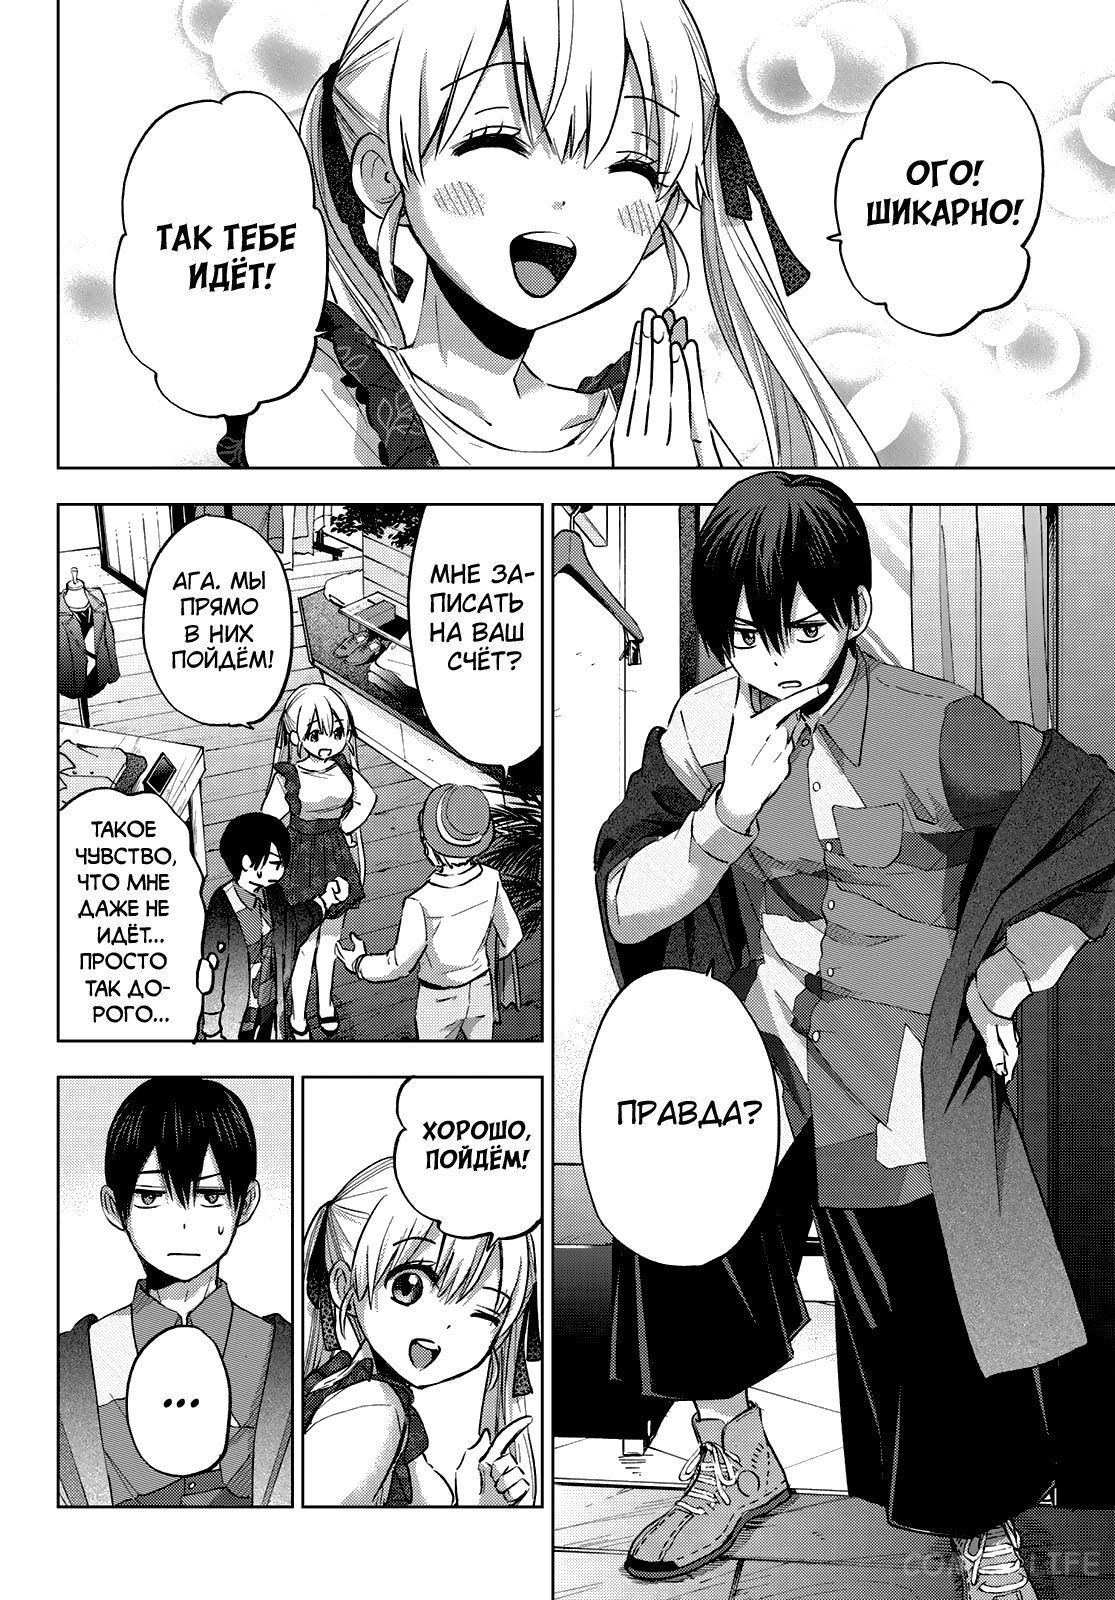 ОГО!
ШИКАРНО!
ТАК ТЕБЕ
ИДЁТ!
ПРАВДА?
МНЕ ЗА-
ПИСАТЬ
НА ВАШ
СЧЁТ?
АГА. МЫ
ПРЯМО
В НИХ
ПОЙДЁМ!
ТАКОЕ
ЧУВСТВО,
ЧТО МНЕ
ДАЖЕ НЕ
ИДЁТ...
ПРОСТО
ТАК ДО-
РОГО...
ХОРОШО,
ПОЙДЁМ!
...